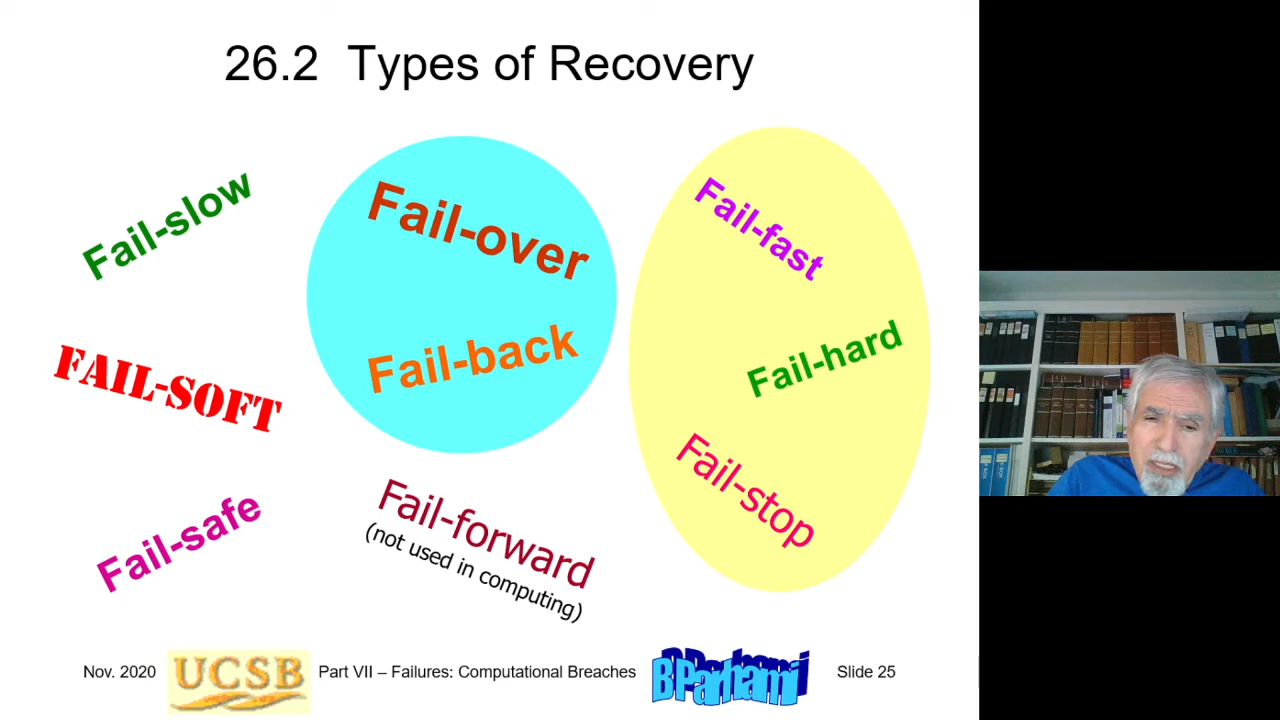 26.2 Types of Recovery
Fail-slow
Fail-over
Fail-fast
Fail-back
Fail-hard
FAIL-SOFT
Fail-stop
Fail-safe
Fail-forward
(not used in computing)
Nov. 2020
UCSB
Part VII – Failures: Computational Breaches
B Parhami
Slide 25